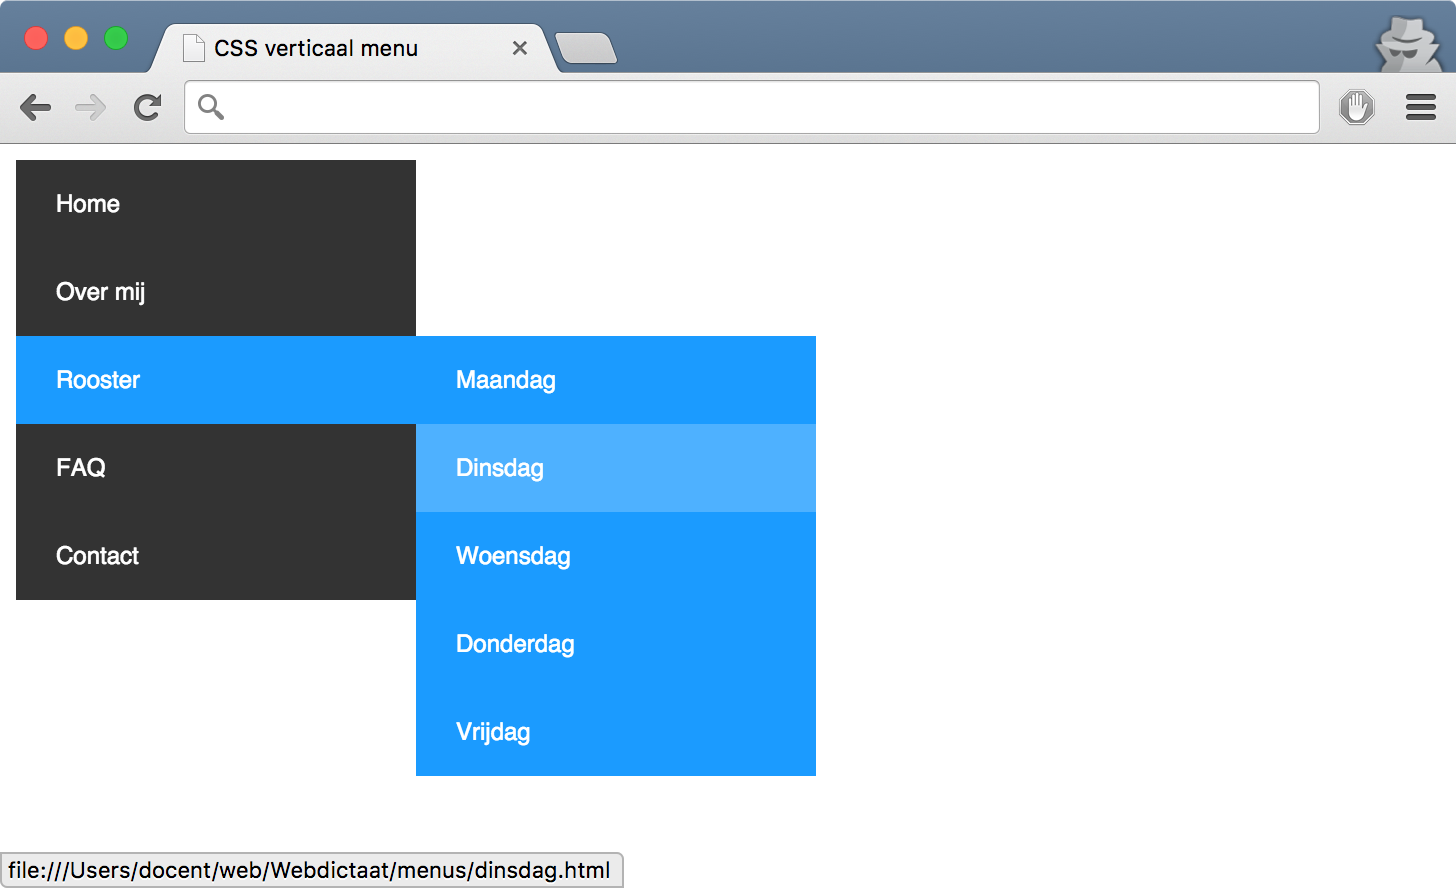 CSS verticaal menu
Home
Over mij
Rooster
Maandag
FAQ
Dinsdag
Contact
Woensdag
Donderdag
Vrijdag
file:///Users/docent/web/Webdictaat/menus/dinsdag.html